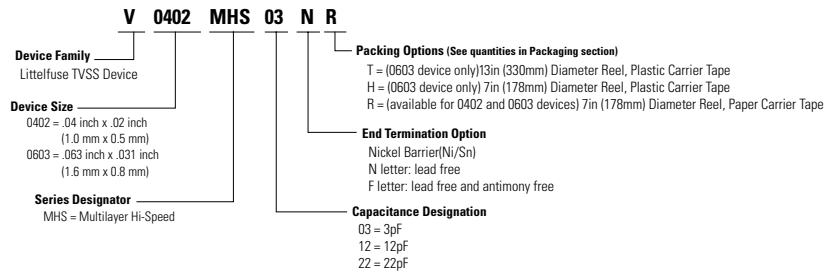 V 0402 MHS 03 N R
Device Family
Littelfuse TVSS Device
Device Size
0402 = .04 inch x .02 inch
(1.0 mm x 0.5 mm)
0603 = .063 inch x .031 inch
(1.6 mm x 0.8 mm)
Series Designator
MHS = Multilayer Hi-Speed
Packing Options (See quantities in Packaging section)
T = (0603 device only)13in (330mm) Diameter Reel, Plastic Carrier Tape
H = (0603 device only) 7in (178mm) Diameter Reel, Plastic Carrier Tape
R = (available for 0402 and 0603 devices) 7in (178mm) Diameter Reel, Paper Carrier Tape
End Termination Option
Nickel Barrier(Ni/Sn)
N letter: lead free
F letter: lead free and antimony free
Capacitance Designation
03 = 3pF
12 = 12pF
22 = 22pF